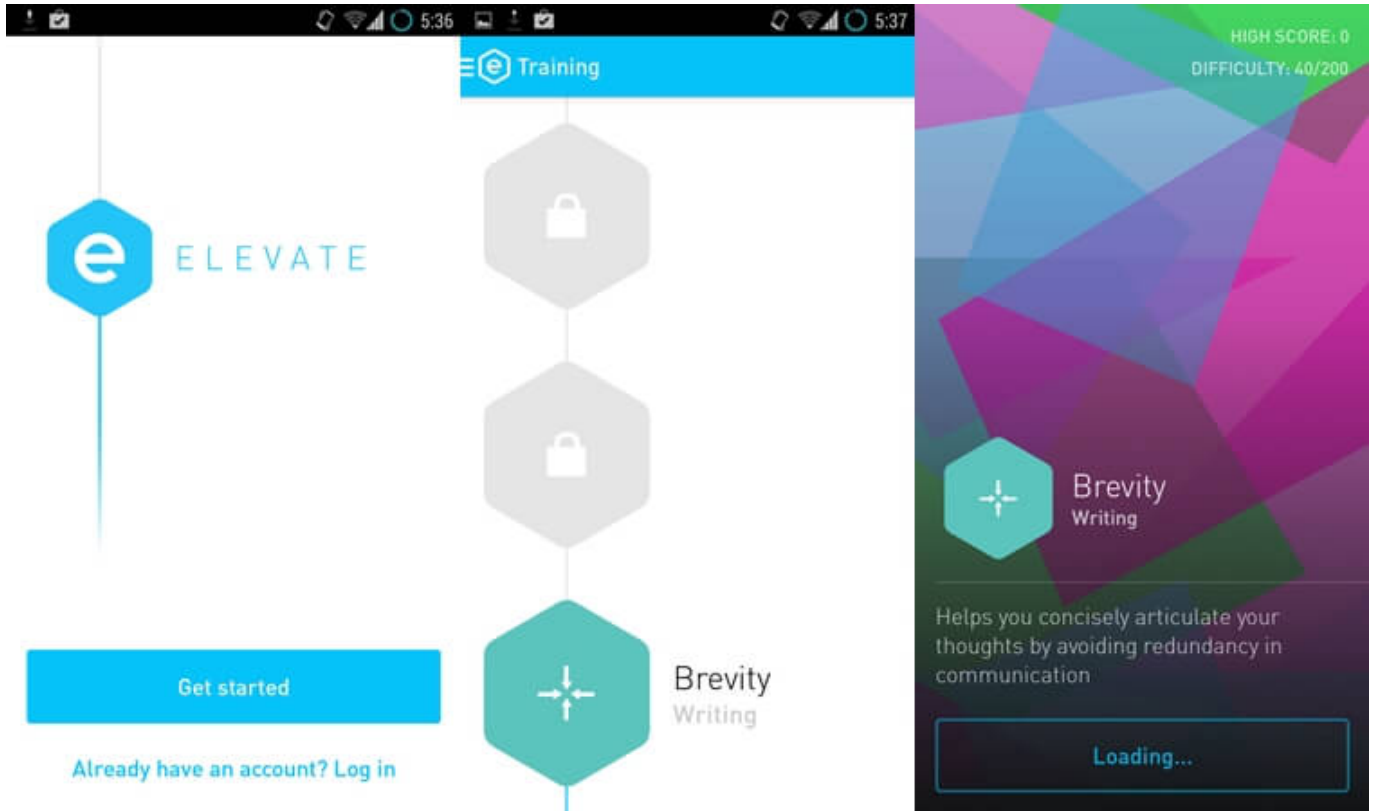 5:36
e
ELEVATE
Get started
Already have an account? Log in
5:37
e Training
Brevity
Writing
HIGH SCORE: 0
DIFFICULTY: 40/200
Brevity
Writing
Helps you concisely articulate your
thoughts by avoiding redundancy in
communication
Loading...